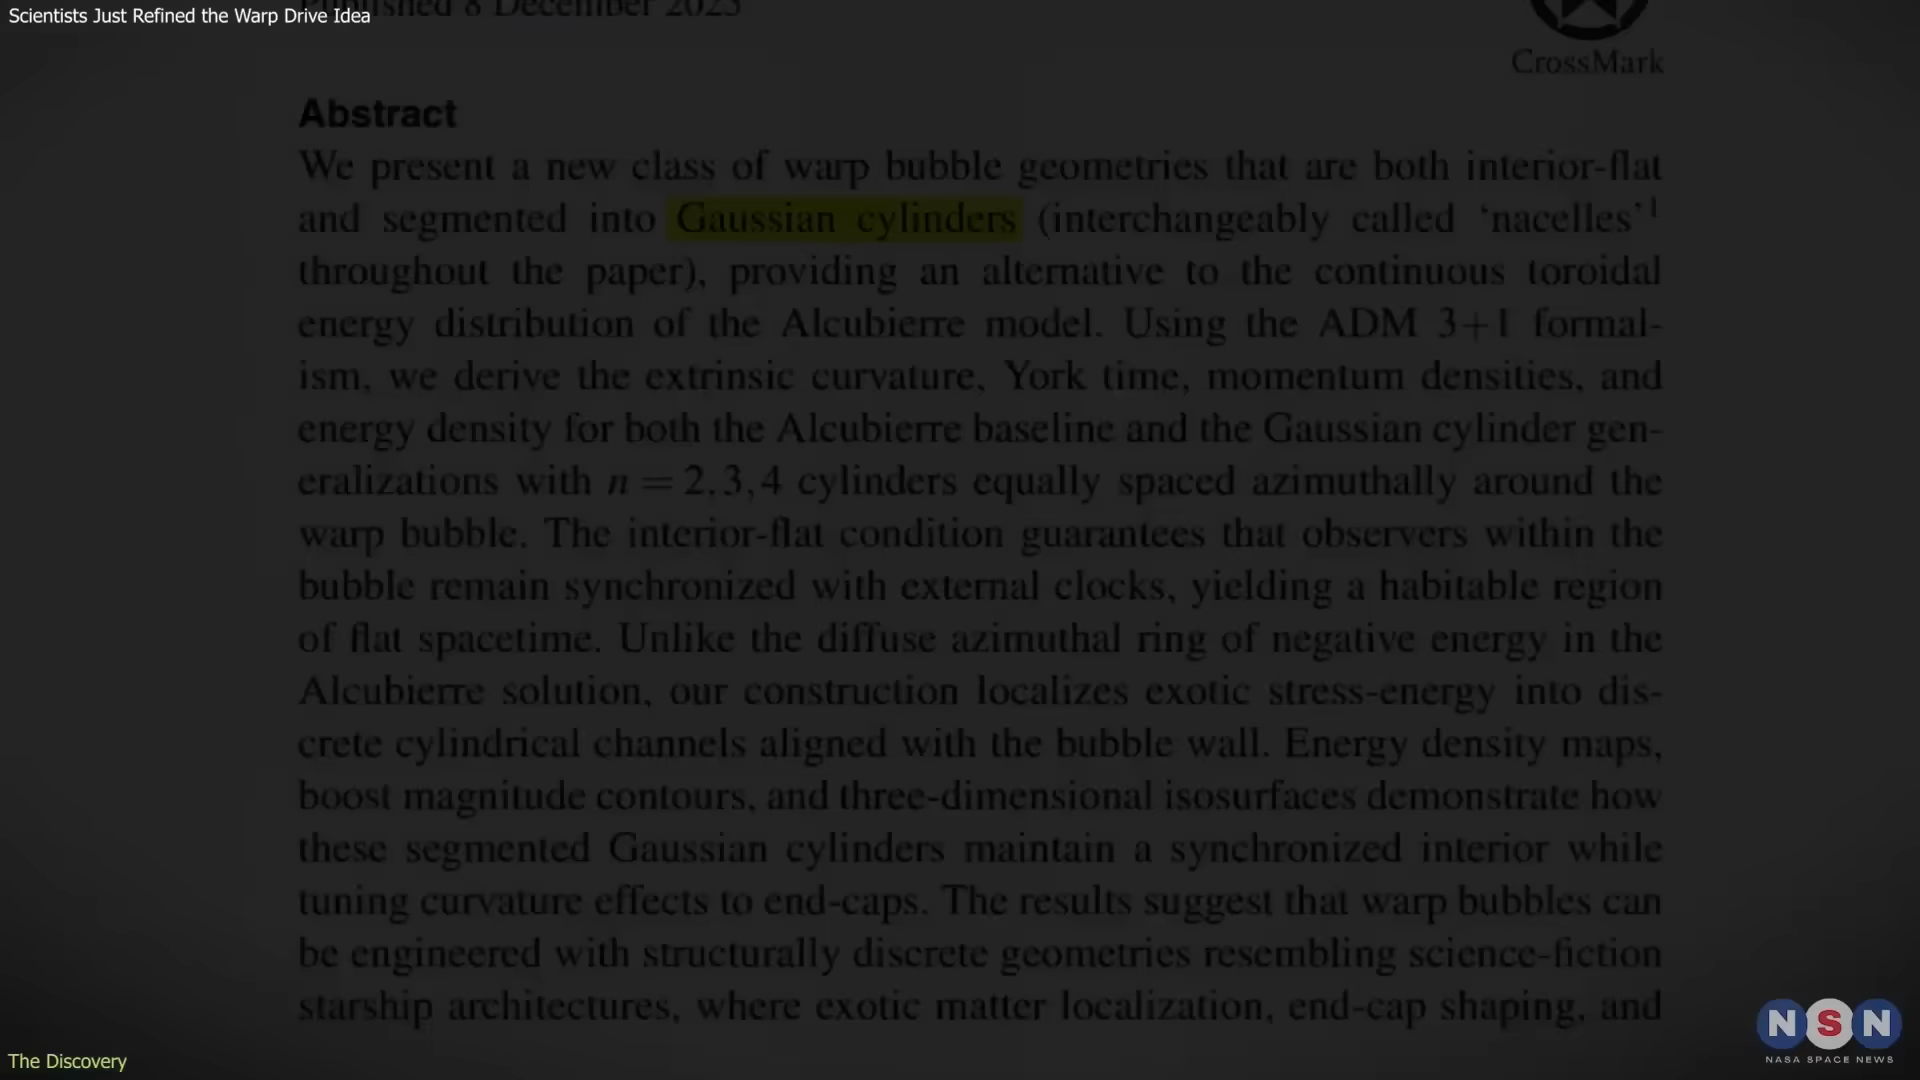 Scientists Just Refined the Warp Drive Idea
Published 8 December 2025
CrossMark
Abstract
We present a new class of warp bubble geometries that are both interior-flat
and segmented into Gaussian cylinders (interchangeably called ‘nacelles’1
throughout the paper), providing an alternative to the continuous toroidal
energy distribution of the Alcubierre model. Using the ADM 3+1 formal-
ism, we derive the extrinsic curvature, York time, momentum densities, and
energy density for both the Alcubierre baseline and the Gaussian cylinder gen-
eralizations with n = 2,3,4 cylinders equally spaced azimuthally around the
warp bubble. The interior-flat condition guarantees that observers within the
bubble remain synchronized with external clocks, yielding a habitable region
of flat spacetime. Unlike the diffuse azimuthal ring of negative energy in the
Alcubierre solution, our construction localizes exotic stress-energy into dis-
crete cylindrical channels aligned with the bubble wall. Energy density maps,
boost magnitude contours, and three-dimensional isosurfaces demonstrate how
these segmented Gaussian cylinders maintain a synchronized interior while
tuning curvature effects to end-caps. The results suggest that warp bubbles can
be engineered with structurally discrete geometries resembling science-fiction
starship architectures, where exotic matter localization, end-cap shaping, and
NSN
NASA SPACE NEWS
The Discovery